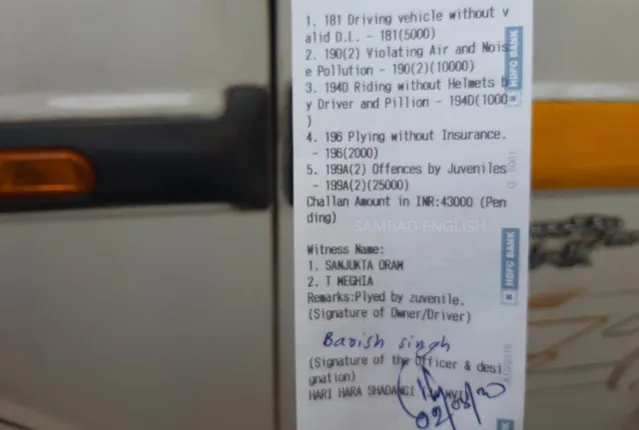 1. 181 Driving vehicle without v
alid D.L. - 181(5000)
2. 190(2) Violating Air and Nois
e Pollution - 190(2)(10000)
3. 194D Riding without Helmets b
y Driver and Pillion - 194D(1000
)
4. 196 Plying without Insurance.
- 196(2000)
5. 199A(2) Offences by Juveniles
- 199A(2)(25000)
Challan Amount in INR:43000 (Pen
ding)
SAMBAD ENGLISH
Witness Name:
1. SANJUKTA ORAM
2. T MEGHIA
Remarks:Plyed by zuvenile.
(Signature of Owner/Driver)
Barish singh
(Signature of the Officer & desi
gnation)
HARI HARA SHADANGI
HDFC BANK
HDFC BANK